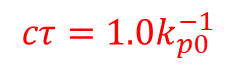 cτ = 1.0k_{p0}^{-1}